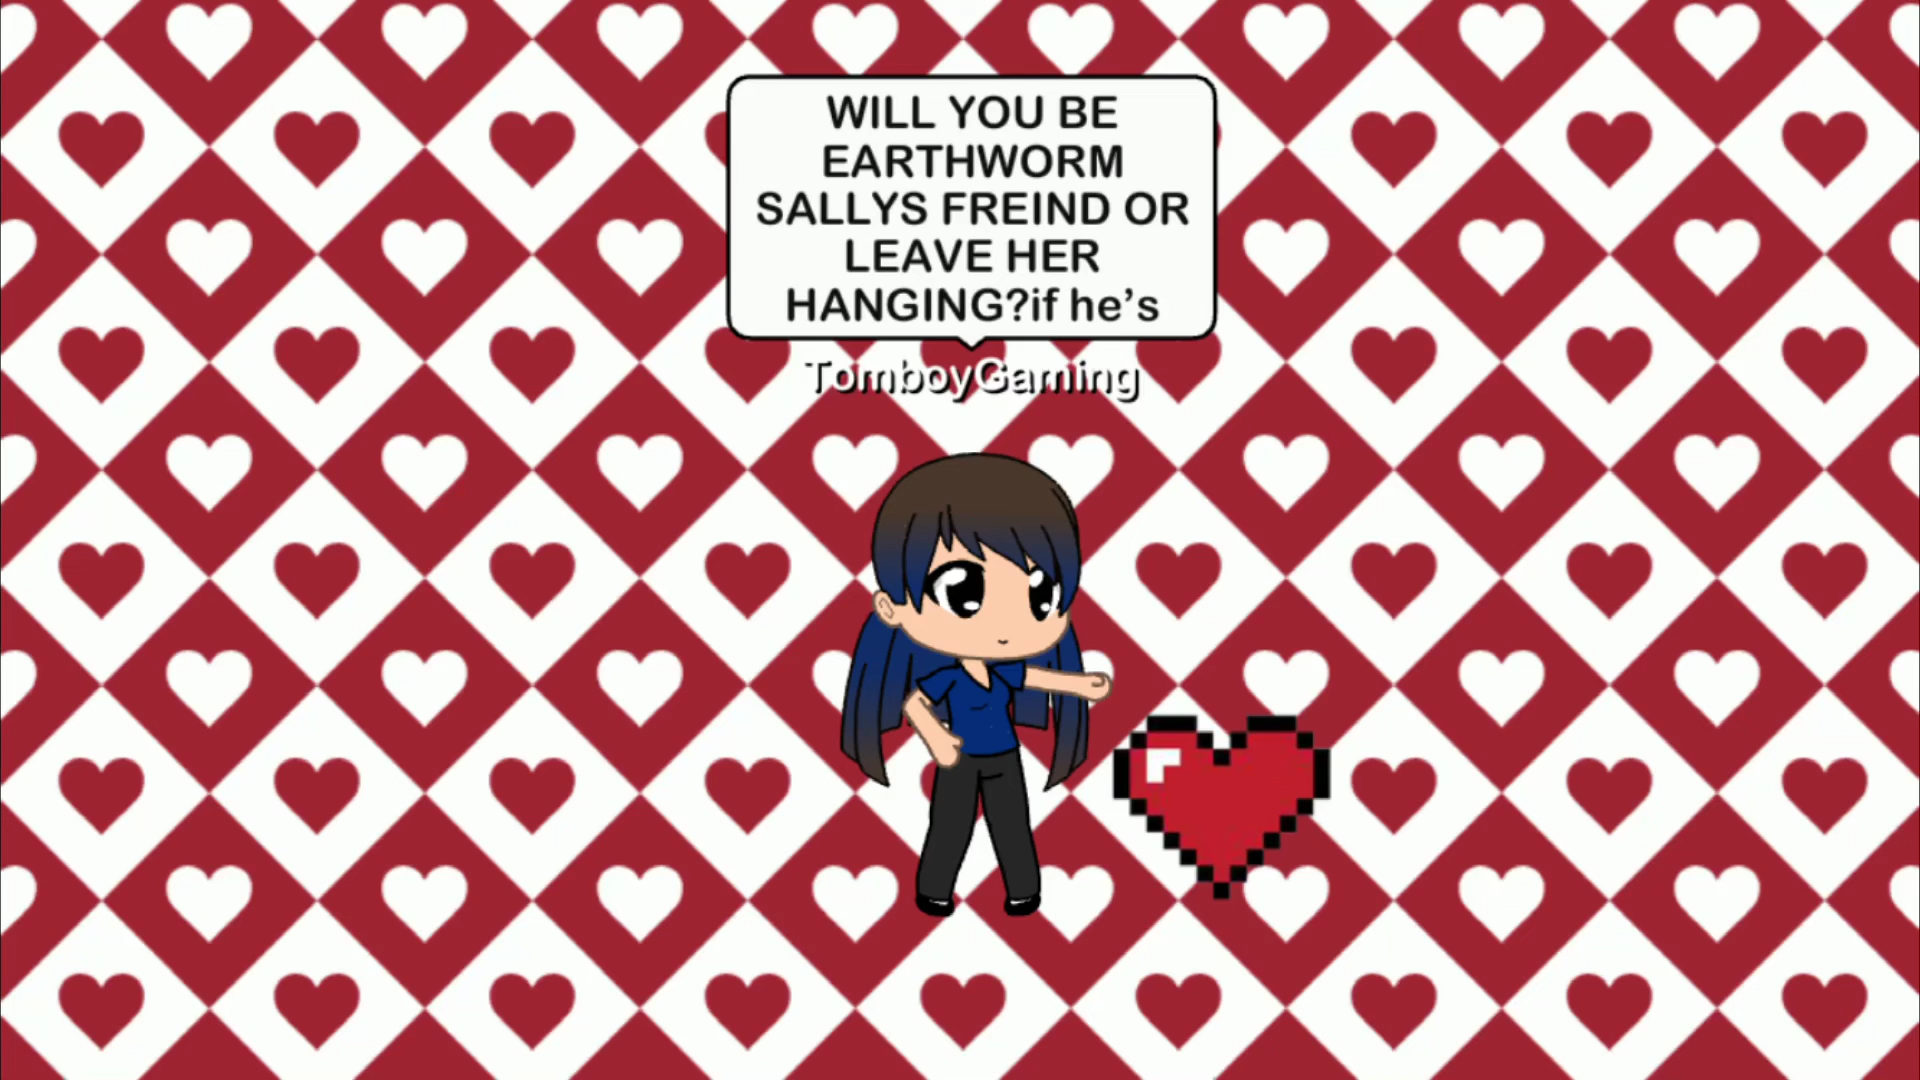 WILL YOU BE
EARTHWORM
SALLYS FREIND OR
LEAVE HER
HANGING?if he’s
TomboyGaming